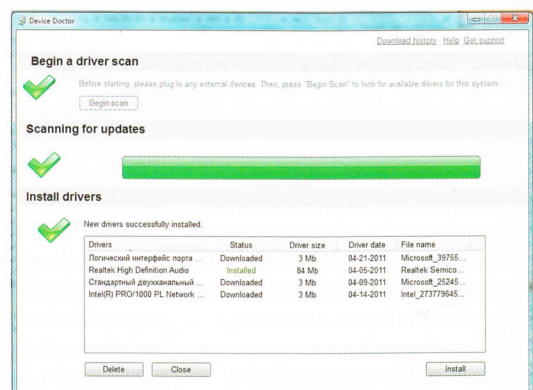 Device Doctor
Download history Help Get support
Begin a driver scan
Before starting, please plug in any external devices. Then, press "Begin Scan" to look for available drivers for this system.
Begin scan
Scanning for updates
Install drivers
New drivers successfully installed.
Drivers Status Driver size Driver date File name
Логический интерфейс порта ... Downloaded 3 Mb 04-21-2011 Microsoft_39755...
Realtek High Definition Audio Installed 84 Mb 04-05-2011 Realtek Semico...
Стандартный двухканальный ... Downloaded 3 Mb 04-09-2011 Microsoft_25245...
Intel(R) PRO/1000 PL Network ... Downloaded 3 Mb 04-14-2011 Intel_273779645...
Delete Close Install